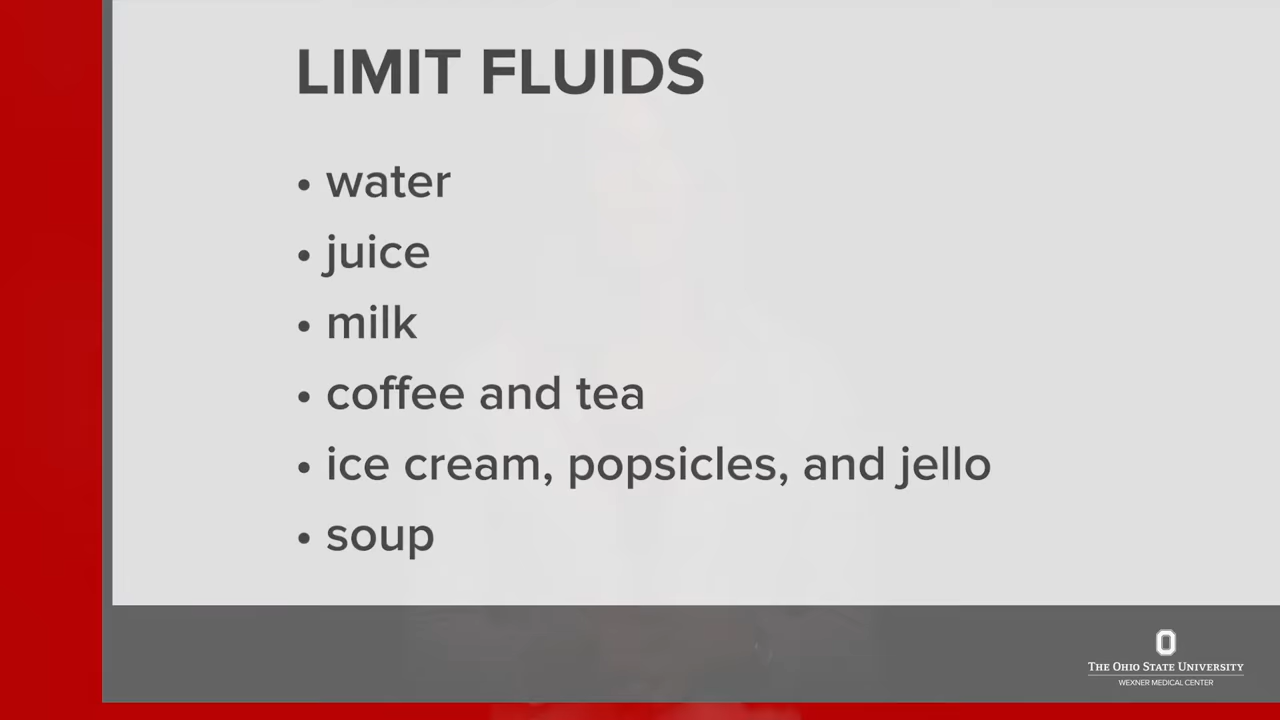 LIMIT FLUIDS
• water
• juice
• milk
• coffee and tea
• ice cream, popsicles, and jello
• soup
THE OHIO STATE UNIVERSITY
WEXNER MEDICAL CENTER